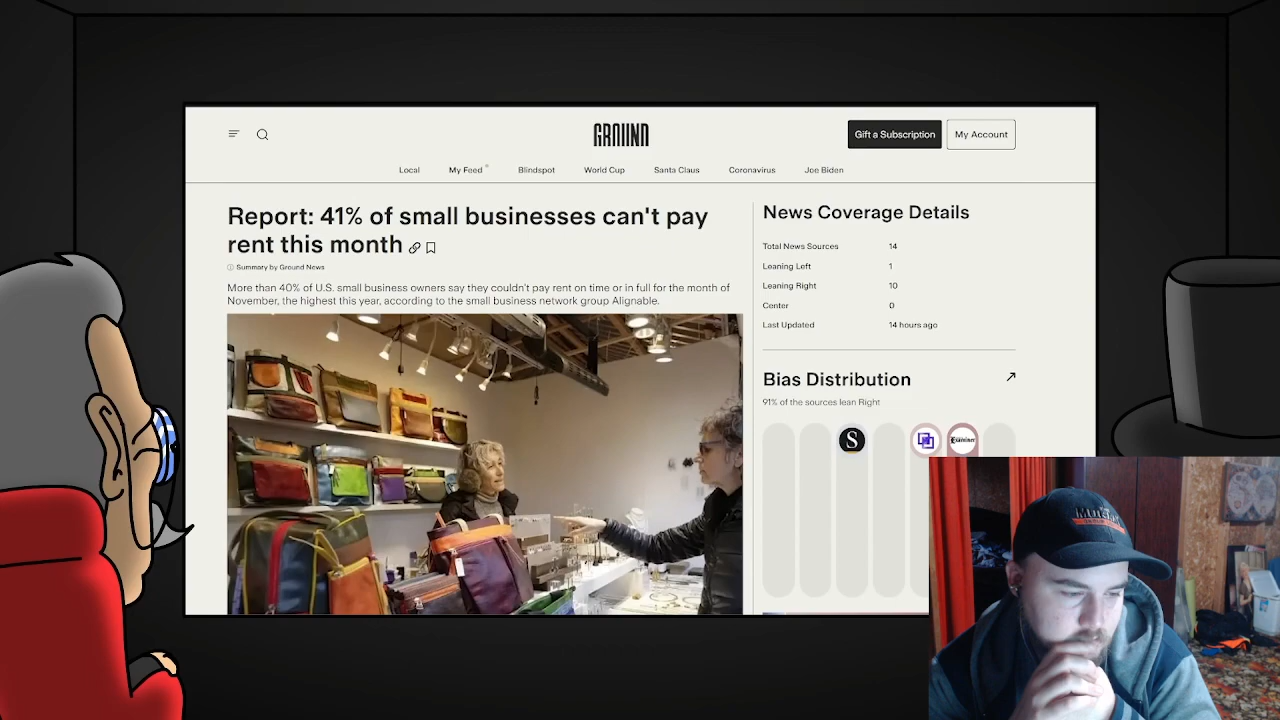 GROUND
Gift a Subscription
My Account
Local
My Feed
Blindspot
World Cup
Santa Claus
Coronavirus
Joe Biden
Report: 41% of small businesses can't pay
rent this month
Summary by Ground News
More than 40% of U.S. small business owners say they couldn't pay rent on time or in full for the month of
November, the highest this year, according to the small business network group Alignable.
News Coverage Details
Total News Sources 14
Leaning Left 1
Leaning Right 10
Center 0
Last Updated 14 hours ago
Bias Distribution
91% of the sources lean Right
S
Examiner